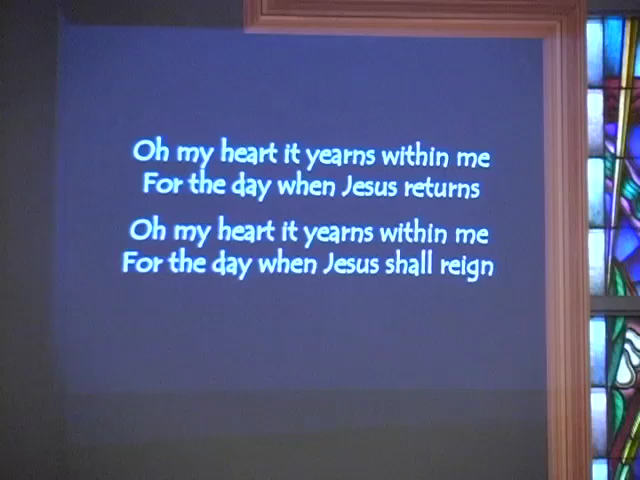 Oh my heart it yearns within me
For the day when Jesus returns
Oh my heart it yearns within me
For the day when Jesus shall reign